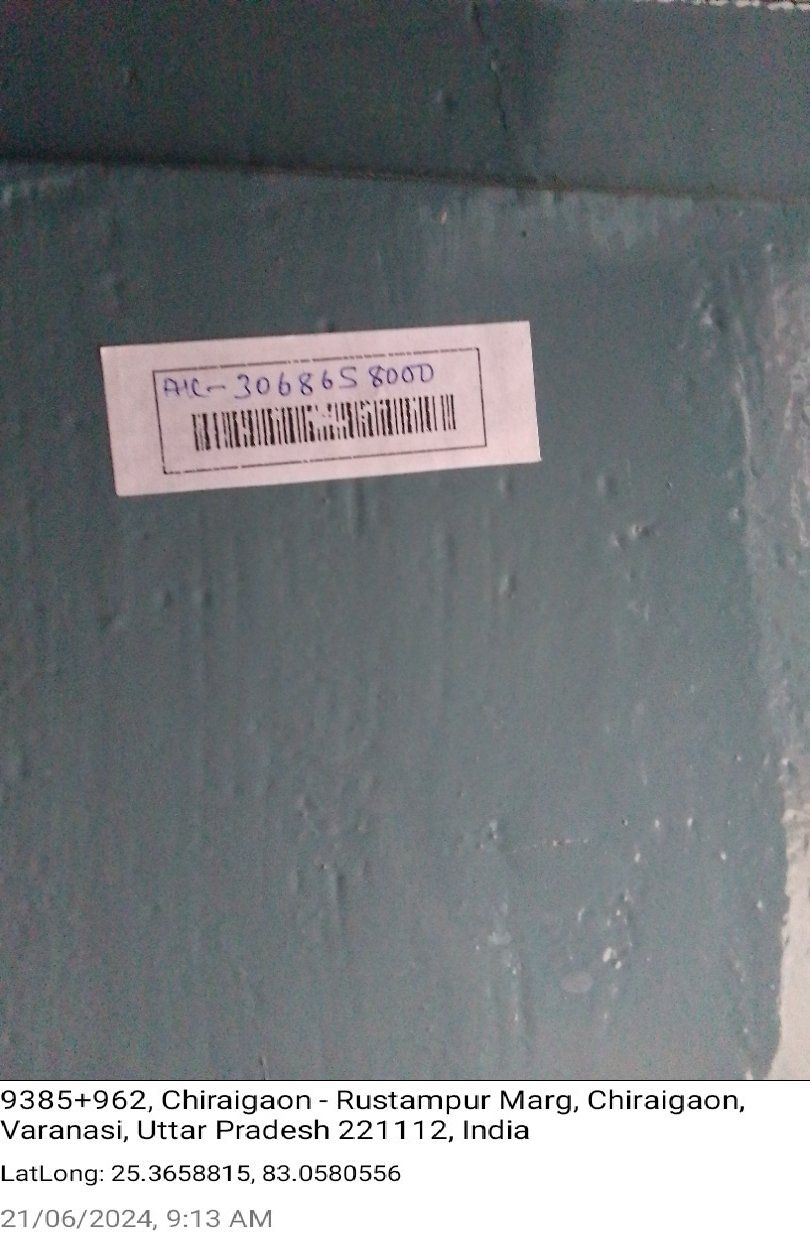 A/C-3068658000
9385+962, Chiraigaon - Rustampur Marg, Chiraigaon,
Varanasi, Uttar Pradesh 221112, India
LatLong: 25.3658815, 83.0580556
21/06/2024, 9:13 AM